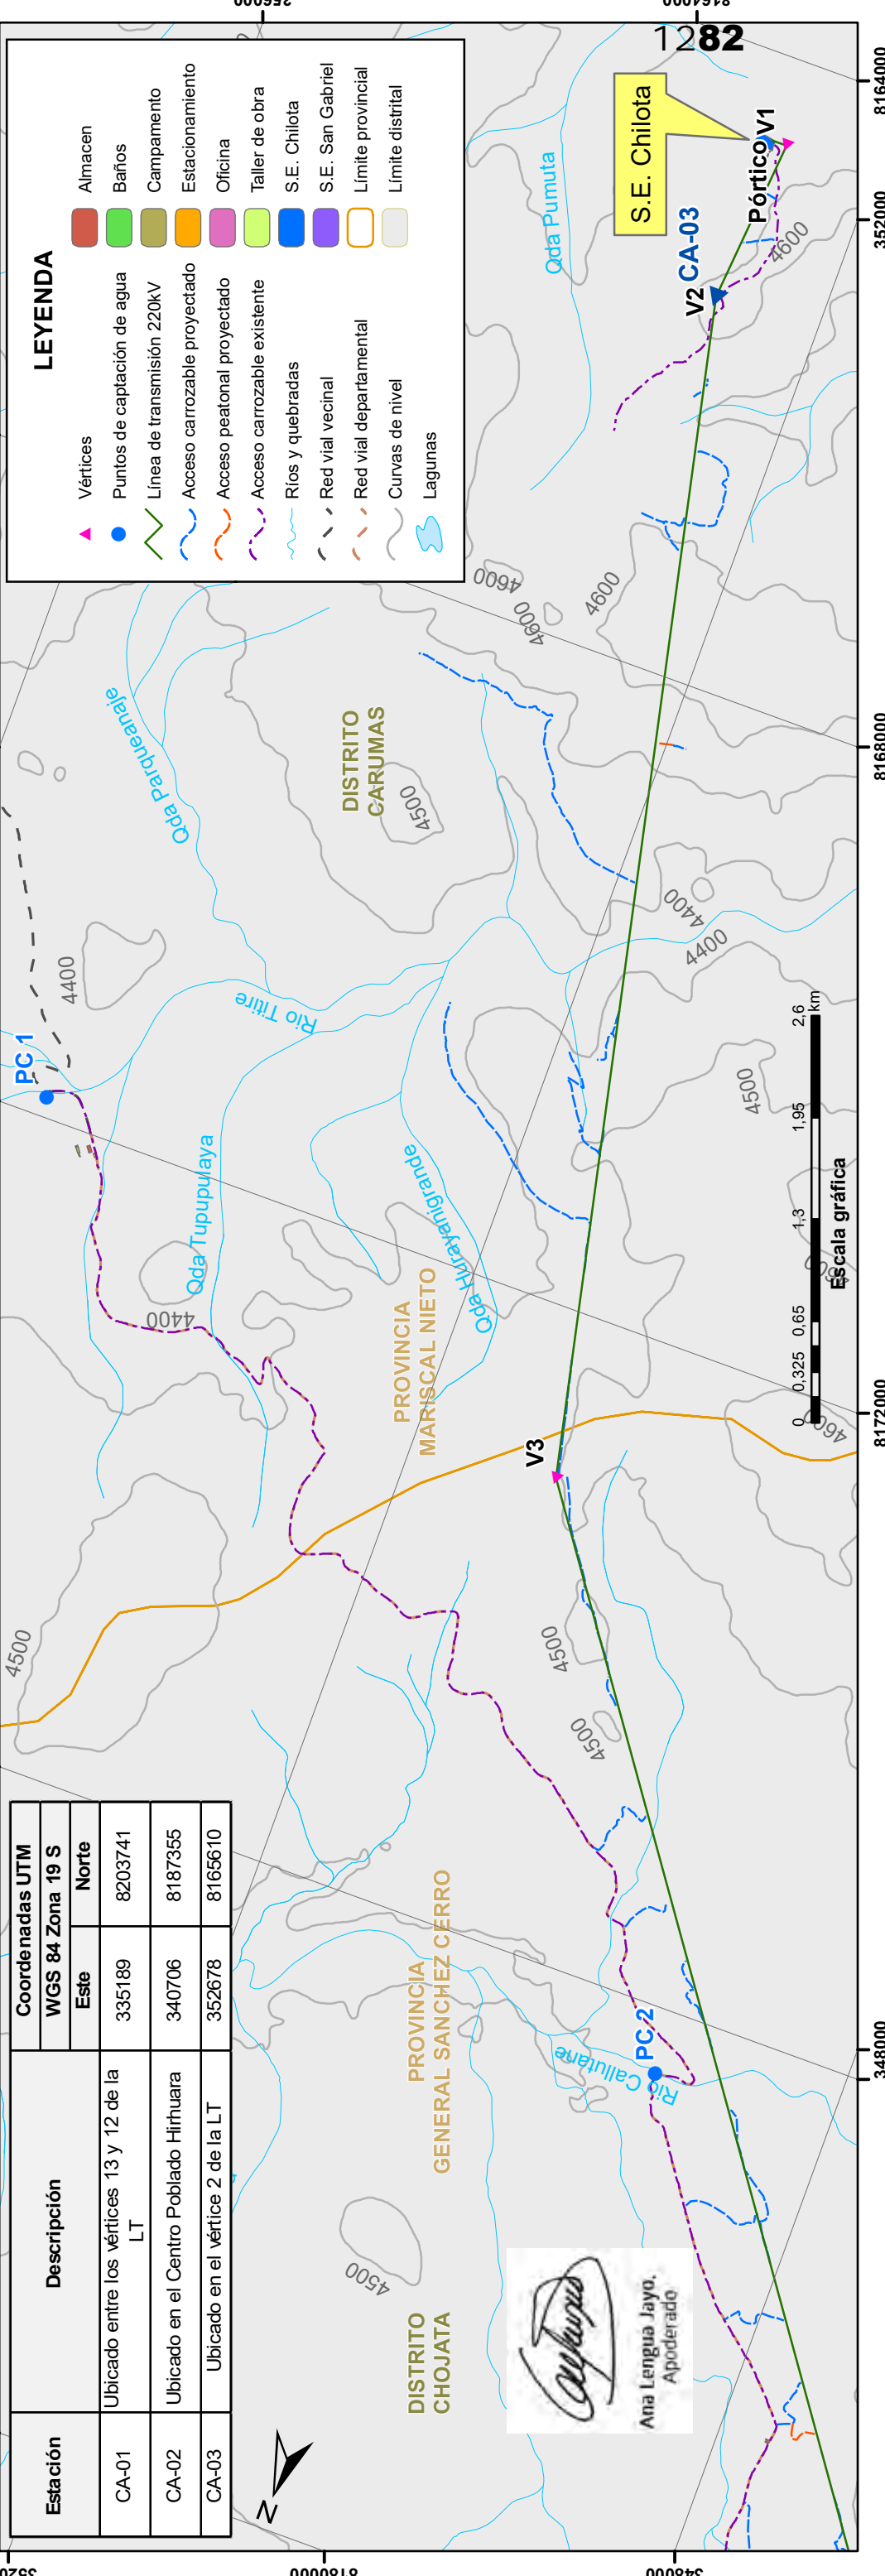 Estación
Descripción
Coordenadas UTM
WGS 84 Zona 19 S
Este
Norte
CA-01
Ubicado entre los vértices 13 y 12 de la
LT
335189
8203741
CA-02
Ubicado en el Centro Poblado Hirhuara
340706
8187355
CA-03
Ubicado en el vértice 2 de la LT
352678
8165610
LEYENDA
Vértices
Puntos de captación de agua
Línea de transmisión 220kV
Acceso carrozable proyectado
Acceso peatonal proyectado
Acceso carrozable existente
Ríos y quebradas
Red vial vecinal
Red vial departamental
Curvas de nivel
Lagunas
Almacen
Baños
Campamento
Estacionamiento
Oficina
Taller de obra
S.E. Chilota
S.E. San Gabriel
Límite provincial
Límite distrital
N
4500
PC 1
4400
Qda Parqueanaje
Rio Titire
Qda Tupupulaya
4400
DISTRITO
CARUMAS
4500
4600
4600
4600
Qda Pumuta
1282
S.E. Chilota
Pórtico
V1
V2
CA-03
4600
4400
4400
Qda Hurayanigrande
PROVINCIA
MARISCAL NIETO
V3
4500
4500
4500
4600
PROVINCIA
GENERAL SANCHEZ CERRO
PC 2
Rio Callutane
DISTRITO
CHOJATA
4500
Ana Lengua Jayo.
Apoderado
0
0,325
0,65
1,3
1,95
2,6
km
Escala gráfica
348000
8172000
8168000
352000
8164000
8180000
3480000